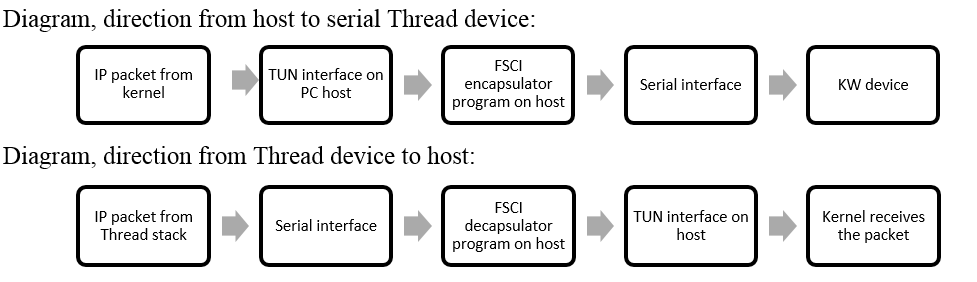 Diagram, direction from host to serial Thread device:
IP packet from
kernel
TUN interface on
PC host
FSCI
encapsulator
program on host
Serial interface
KW device
Diagram, direction from Thread device to host:
IP packet from
Thread stack
Serial interface
FSCI
decapsulator
program on host
TUN interface on
host
Kernel receives
the packet